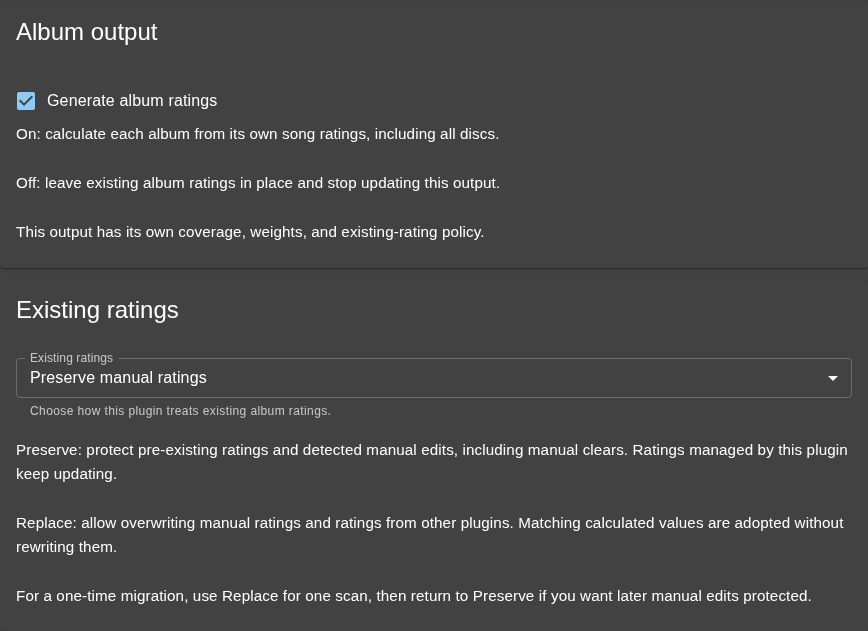 Album output
Generate album ratings
On: calculate each album from its own song ratings, including all discs.
Off: leave existing album ratings in place and stop updating this output.
This output has its own coverage, weights, and existing-rating policy.
Existing ratings
Existing ratings
Preserve manual ratings
Choose how this plugin treats existing album ratings.
Preserve: protect pre-existing ratings and detected manual edits, including manual clears. Ratings managed by this plugin
keep updating.
Replace: allow overwriting manual ratings and ratings from other plugins. Matching calculated values are adopted without
rewriting them.
For a one-time migration, use Replace for one scan, then return to Preserve if you want later manual edits protected.